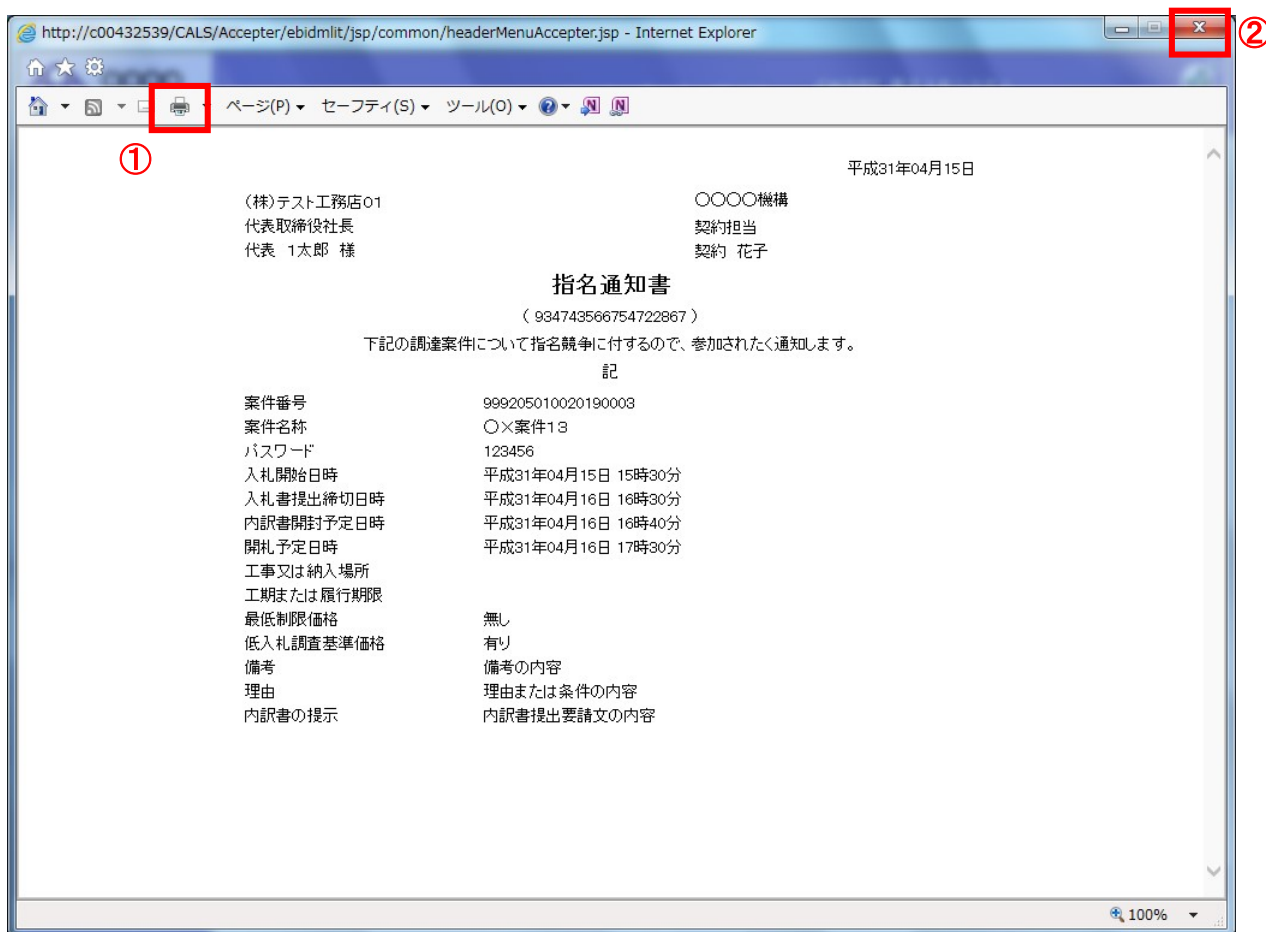 http://c00432539/CALS/Accepter/ebidmlit/jsp/common/headerMenuAccepter.jsp - Internet Explorer
②
ページ(P) セーフティ(S) ツール(O)
①
平成31年04月15日
(株)テスト工務店01 〇〇〇〇機構
代表取締役社長 契約担当
代表 1太郎 様 契約 花子
指名通知書
( 934743566754722867 )
下記の調達案件について指名競争に付するので、参加されたく通知します。
記
案件番号 999205010020190003
案件名称 〇×案件13
パスワード 123456
入札開始日時 平成31年04月15日 15時30分
入札書提出締切日時 平成31年04月16日 16時30分
内訳書開封予定日時 平成31年04月16日 16時40分
開札予定日時 平成31年04月16日 17時30分
工事又は納入場所
工期または履行期限
最低制限価格 無し
低入札調査基準価格 有り
備考 備考の内容
理由 理由または条件の内容
内訳書の提示 内訳書提出要請文の内容
100%